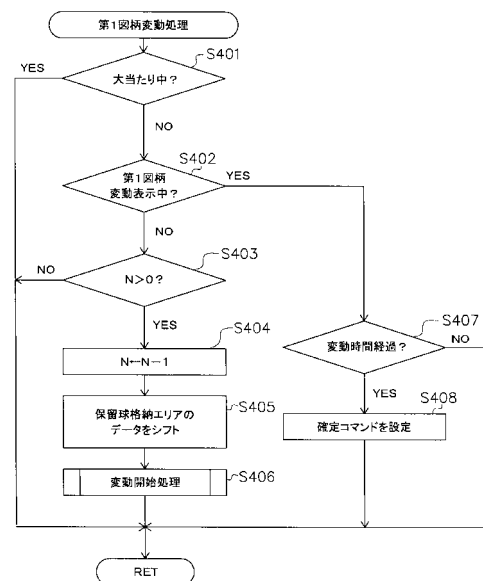 第1図柄変動処理
S401
YES
大当たり中？
NO
S402
第1図柄
変動表示中？
YES
NO
S403
NO
N＞0？
YES
S404
N←N－1
S407
変動時間経過？
NO
YES
保留球格納エリアの
データをシフト
S405
S408
確定コマンドを設定
変動開始処理
S406
RET